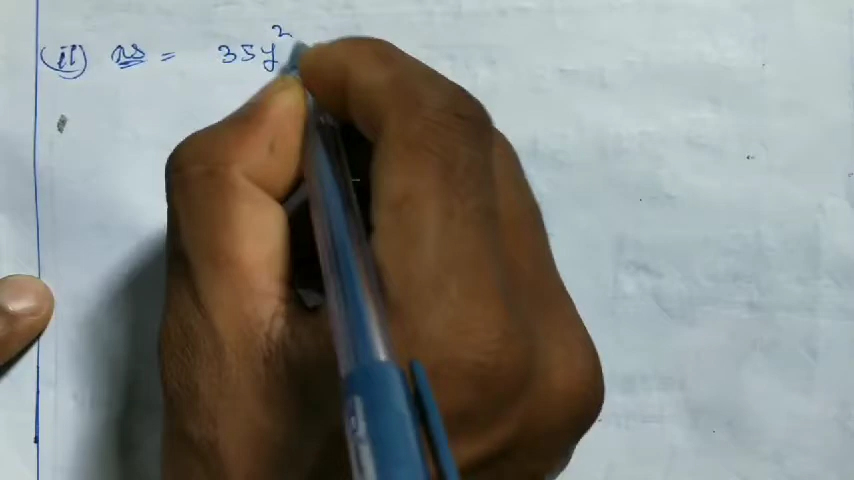 (ii) = 35y²